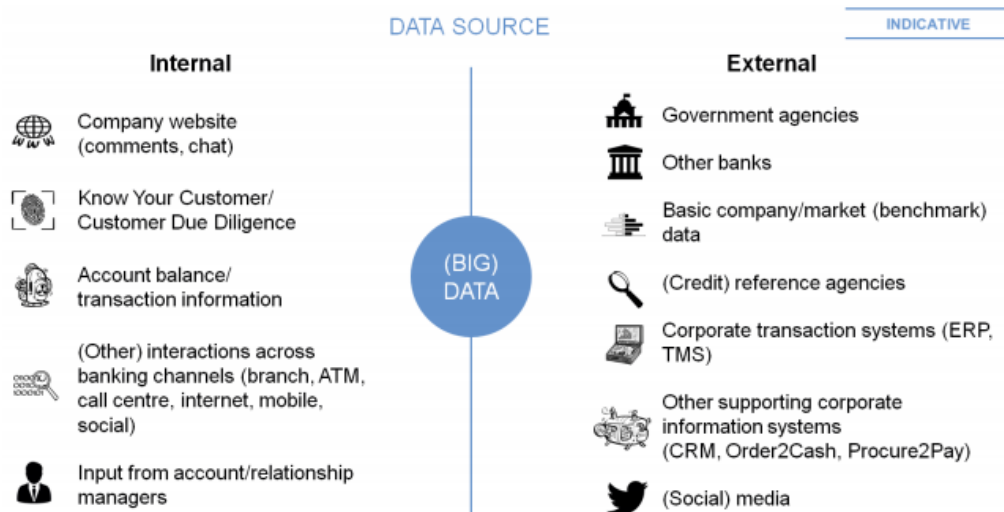 DATA SOURCE
INDICATIVE
Internal
Company website
(comments, chat)
Know Your Customer/
Customer Due Diligence
Account balance/
transaction information
(Other) interactions across
banking channels (branch, ATM,
call centre, internet, mobile,
social)
Input from account/relationship
managers
(BIG)
DATA
External
Government agencies
Other banks
Basic company/market (benchmark)
data
(Credit) reference agencies
Corporate transaction systems (ERP,
TMS)
Other supporting corporate
information systems
(CRM, Order2Cash, Procure2Pay)
(Social) media